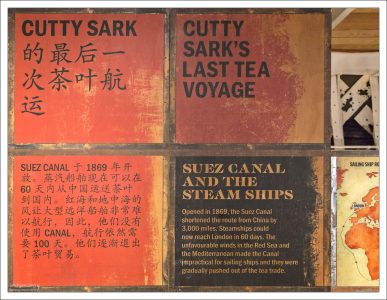 CUTTY SARK
的最后一
次茶叶航
运
CUTTY
SARK'S
LAST TEA
VOYAGE
SUEZ CANAL 于 1869 年开
放。蒸汽船舶现在可以在
60 天内从中国运送茶叶
到国内。红海和地中海的
风让大型远洋船舶非常难
以航行，因此，他们没有
使用 CANAL，航行依然需
要 100 天。他们逐渐退出
了茶叶贸易。
SUEZ CANAL
AND THE
STEAM SHIPS
Opened in 1869, the Suez Canal
shortened the route from China by
3,000 miles. Steamships could
now reach London in 60 days. The
unfavourable winds in the Red Sea and
the Mediterranean made the Canal
impractical for sailing ships and they were
gradually pushed out of the tea trade.
SAILING SHIP RO
LONDON